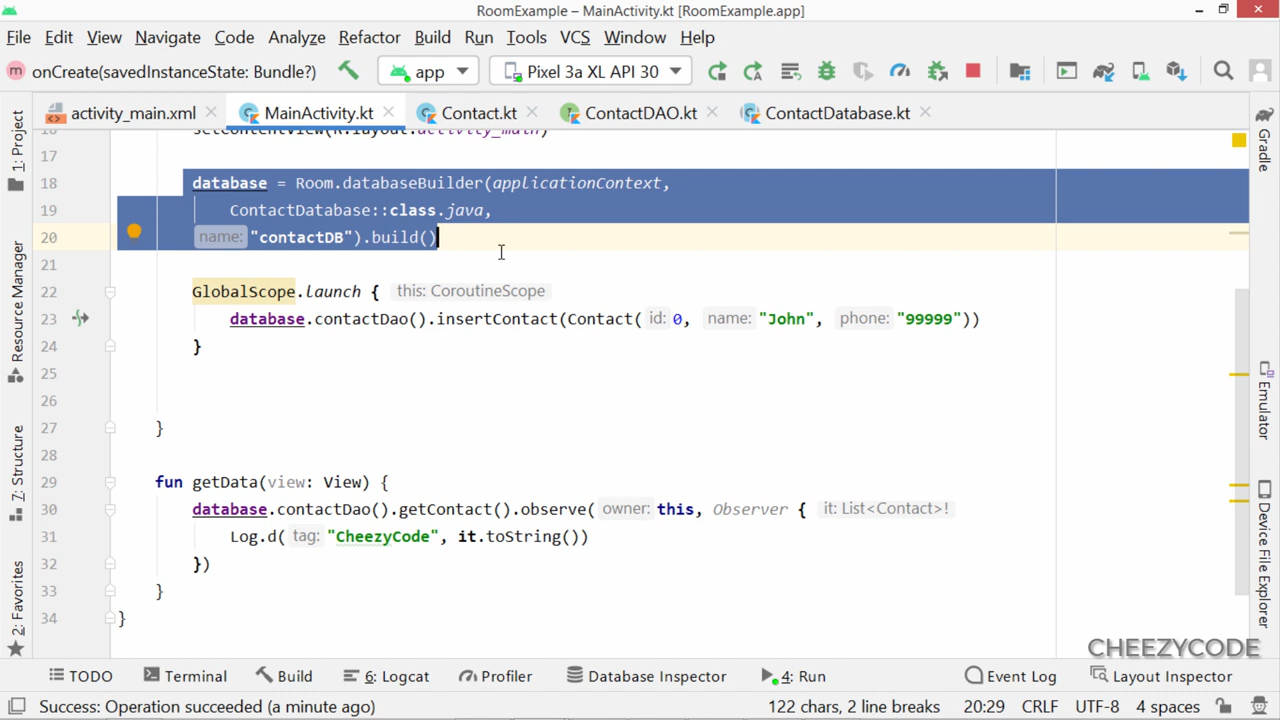 RoomExample – MainActivity.kt [RoomExample.app]
File Edit View Navigate Code Analyze Refactor Build Run Tools VCS Window Help
m onCreate(savedInstanceState: Bundle?) app Pixel 3a XL API 30
activity_main.xml MainActivity.kt Contact.kt ContactDAO.kt ContactDatabase.kt
16 setContentView(R.layout.activity_main)
17
18 database = Room.databaseBuilder(applicationContext,
19 ContactDatabase::class.java,
20 name: "contactDB").build()
21
22 GlobalScope.launch { this: CoroutineScope
23 database.contactDao().insertContact(Contact( id: 0, name: "John", phone: "99999"))
24 }
25
26
27 }
28
29 fun getData(view: View) {
30 database.contactDao().getContact().observe( owner: this, Observer { it: List<Contact>!
31 Log.d( tag: "CheezyCode", it.toString())
32 })
33 }
34 }
1: Project
Resource Manager
7: Structure
2: Favorites
Gradle
Emulator
Device File Explorer
CHEEZYCODE
TODO Terminal Build 6: Logcat Profiler Database Inspector 4: Run Event Log Layout Inspector
Success: Operation succeeded (a minute ago) 122 chars, 2 line breaks 20:29 CRLF UTF-8 4 spaces